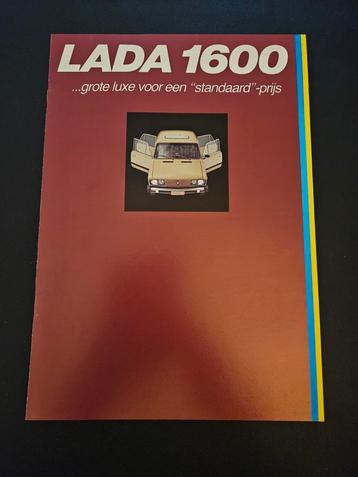 LADA 1600
...grote luxe voor een "standaard"-prijs